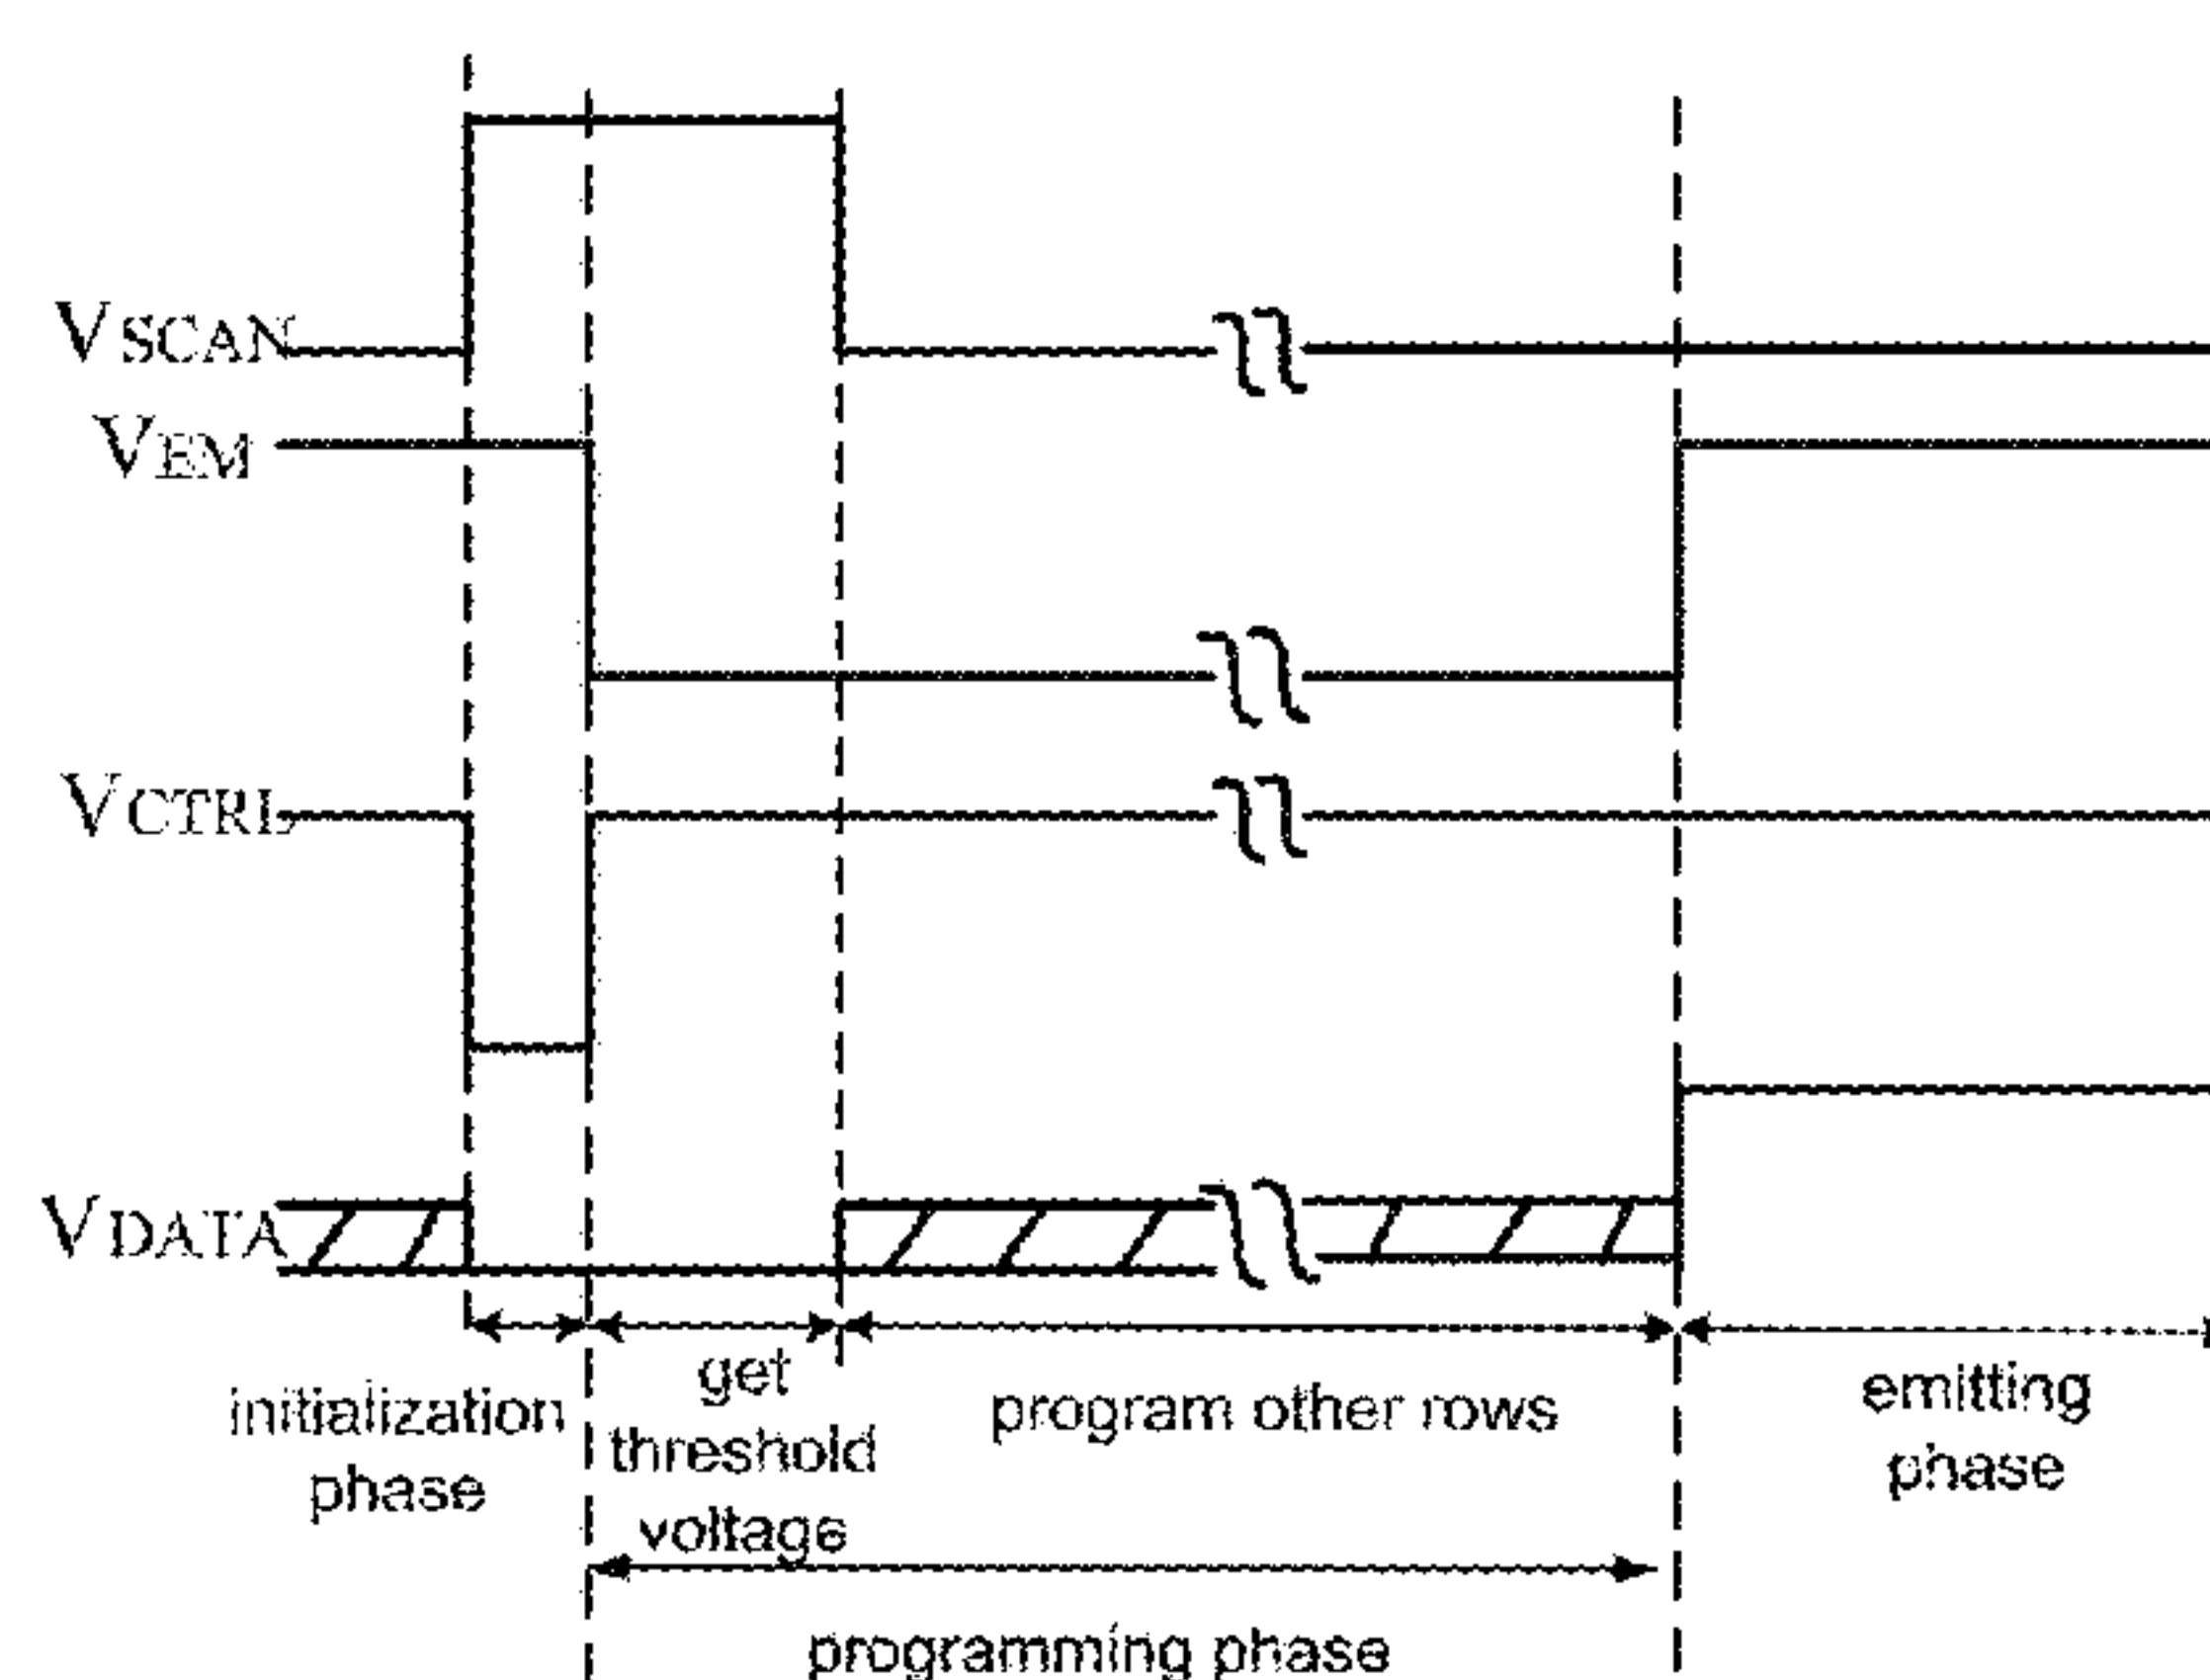 VSCAN
VEM
VCTRL
VDATA
initialization
phase
get
threshold
voltage
program other rows
emitting
phase
programming phase